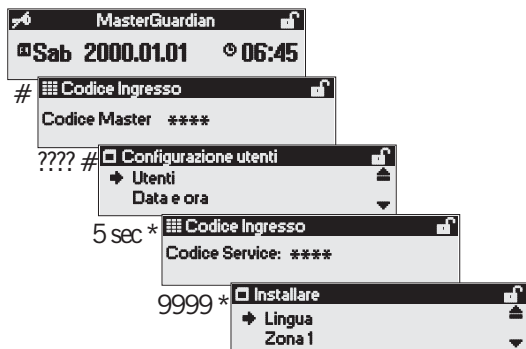 MasterGuardian
Sab 2000.01.01 06:45
# Codice Ingresso
Codice Master ****
???? # Configurazione utenti
Utenti
Data e ora
5 sec * Codice Ingresso
Codice Service: ****
9999 * Installare
Lingua
Zona 1